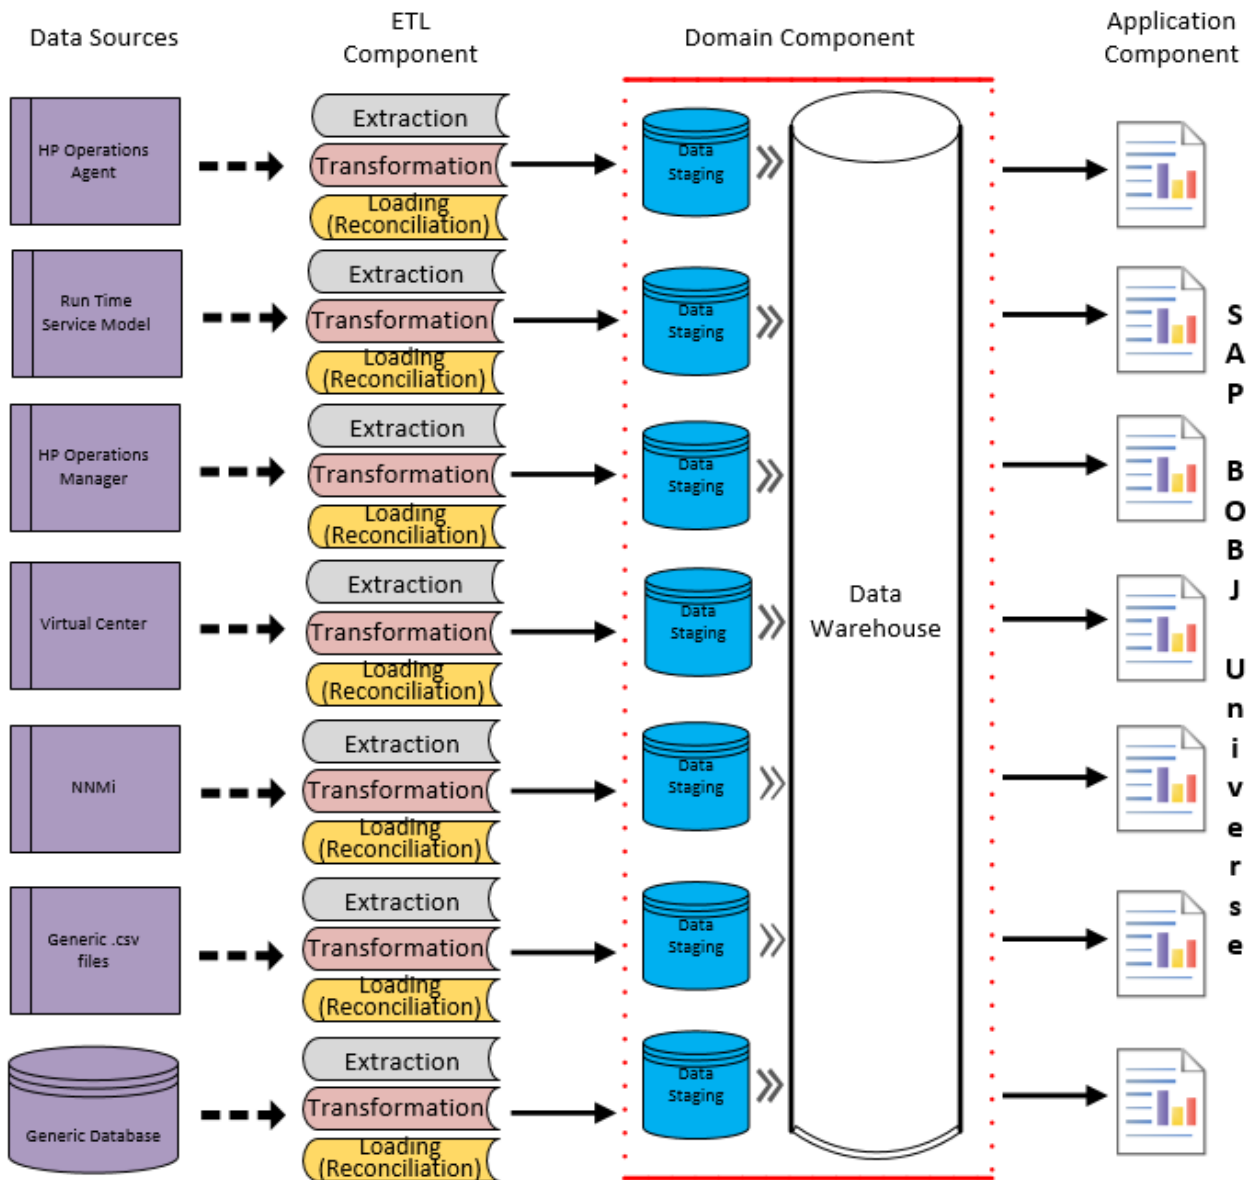 Data Sources
ETL
Component
Domain Component
Application
Component
HP Operations
Agent
Extraction
Transformation
Loading
(Reconciliation)
Data
Staging
Run Time
Service Model
Extraction
Transformation
Loading
(Reconciliation)
Data
Staging
HP Operations
Manager
Extraction
Transformation
Loading
(Reconciliation)
Data
Staging
Virtual Center
Extraction
Transformation
Loading
(Reconciliation)
Data
Staging
NNMi
Extraction
Transformation
Loading
(Reconciliation)
Data
Staging
Generic .csv
files
Extraction
Transformation
Loading
(Reconciliation)
Data
Staging
Generic Database
Extraction
Transformation
Loading
(Reconciliation)
Data
Staging
Data
Warehouse
SAP BOBJ Universe